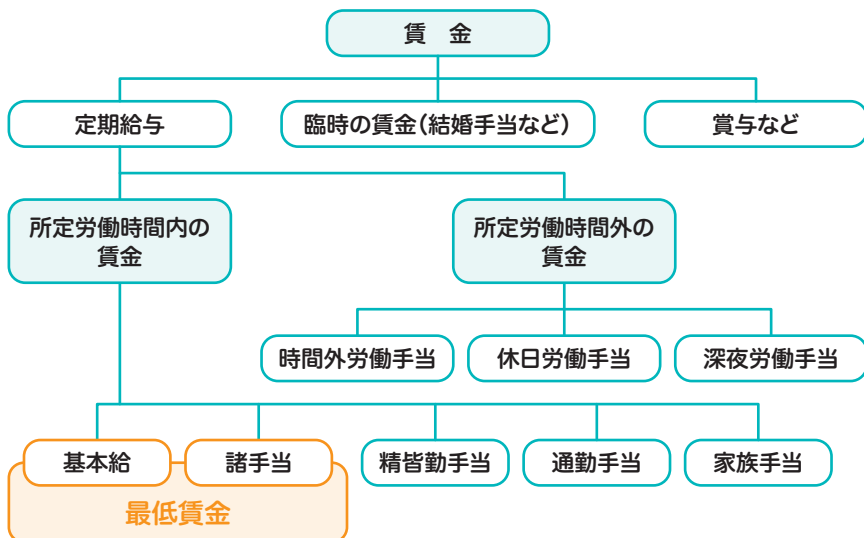 賃　金
定期給与
臨時の賃金（結婚手当など）
賞与など
所定労働時間内の
賃金
所定労働時間外の
賃金
時間外労働手当
休日労働手当
深夜労働手当
基本給
諸手当
精皆勤手当
通勤手当
家族手当
最低賃金